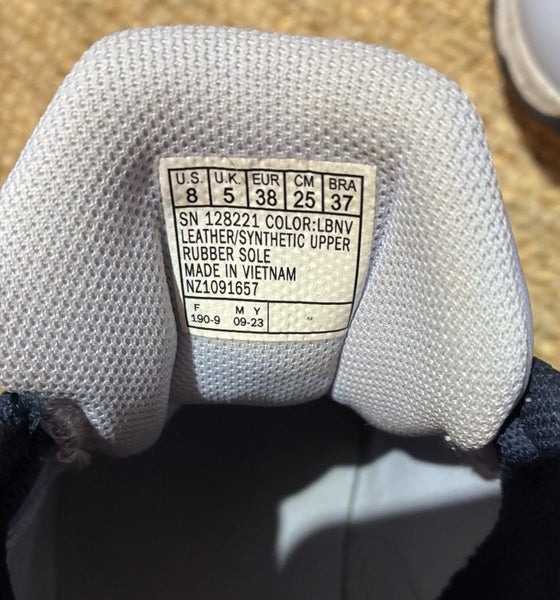 U.S. U.K. EUR CM BRA
8 5 38 25 37
SN 128221 COLOR:LBNV
LEATHER/SYNTHETIC UPPER
RUBBER SOLE
MADE IN VIETNAM
NZ1091657
F M Y
190-9 09-23